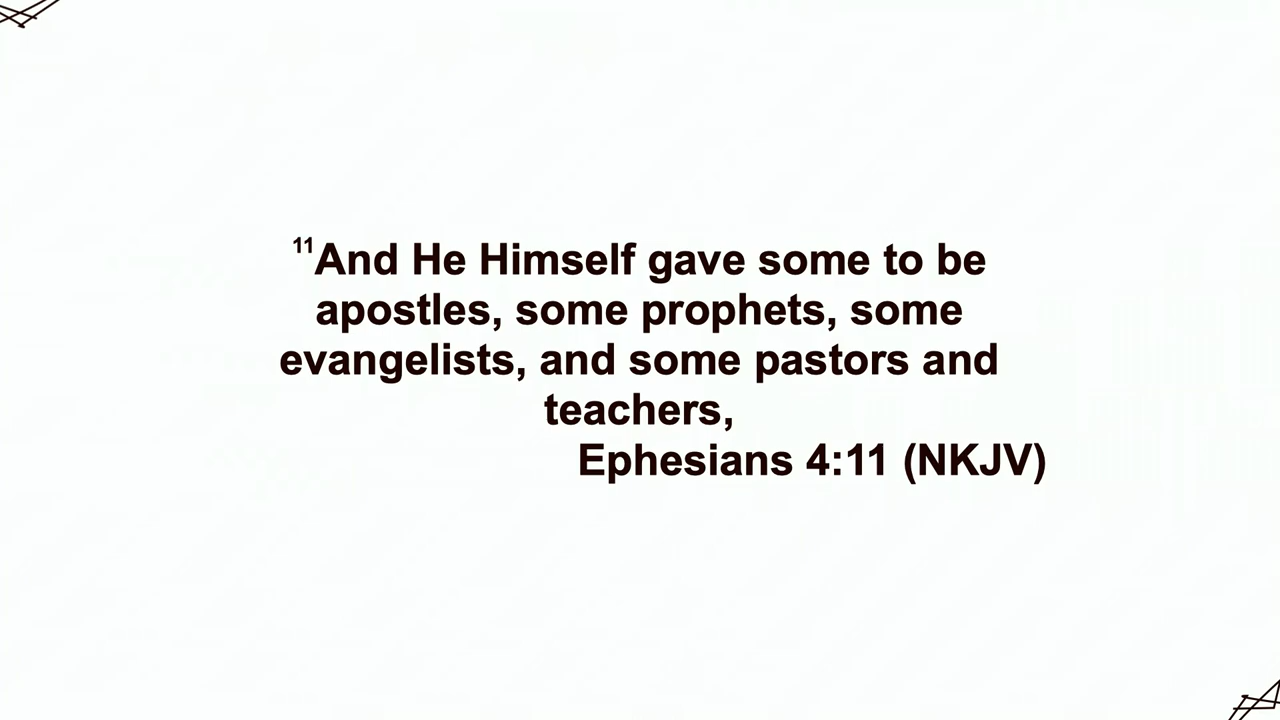 ¹¹And He Himself gave some to be
apostles, some prophets, some
evangelists, and some pastors and
teachers,
Ephesians 4:11 (NKJV)